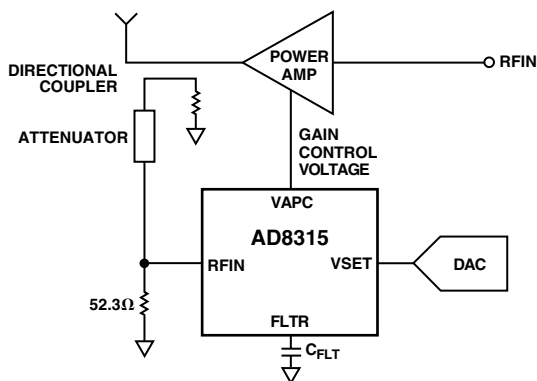 POWER
AMP
RFIN
DIRECTIONAL
COUPLER
ATTENUATOR
GAIN
CONTROL
VOLTAGE
VAPC
AD8315
RFIN
VSET
DAC
52.3Ω
FLTR
CFLT